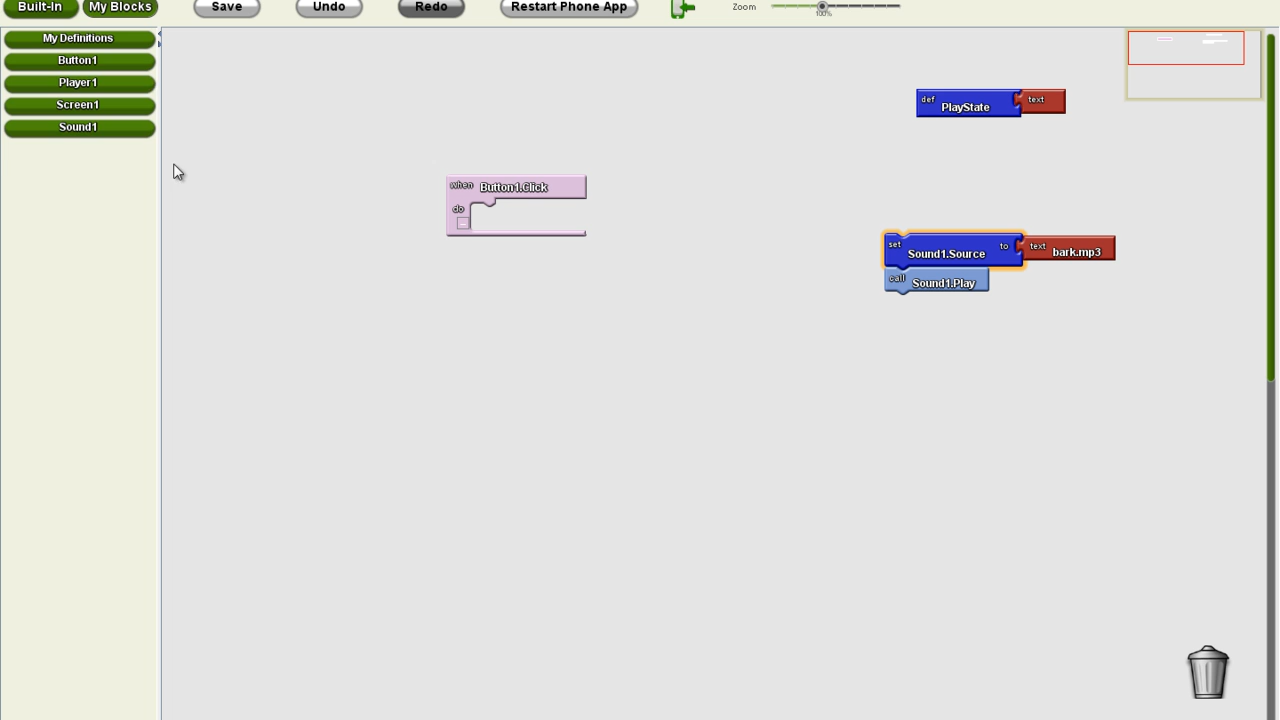 Built-In My Blocks Save Undo Redo Restart Phone App Zoom
100%
My Definitions
Button1
Player1
Screen1
Sound1
def PlayState text
when Button1.Click
do
set Sound1.Source to text bark.mp3
call Sound1.Play